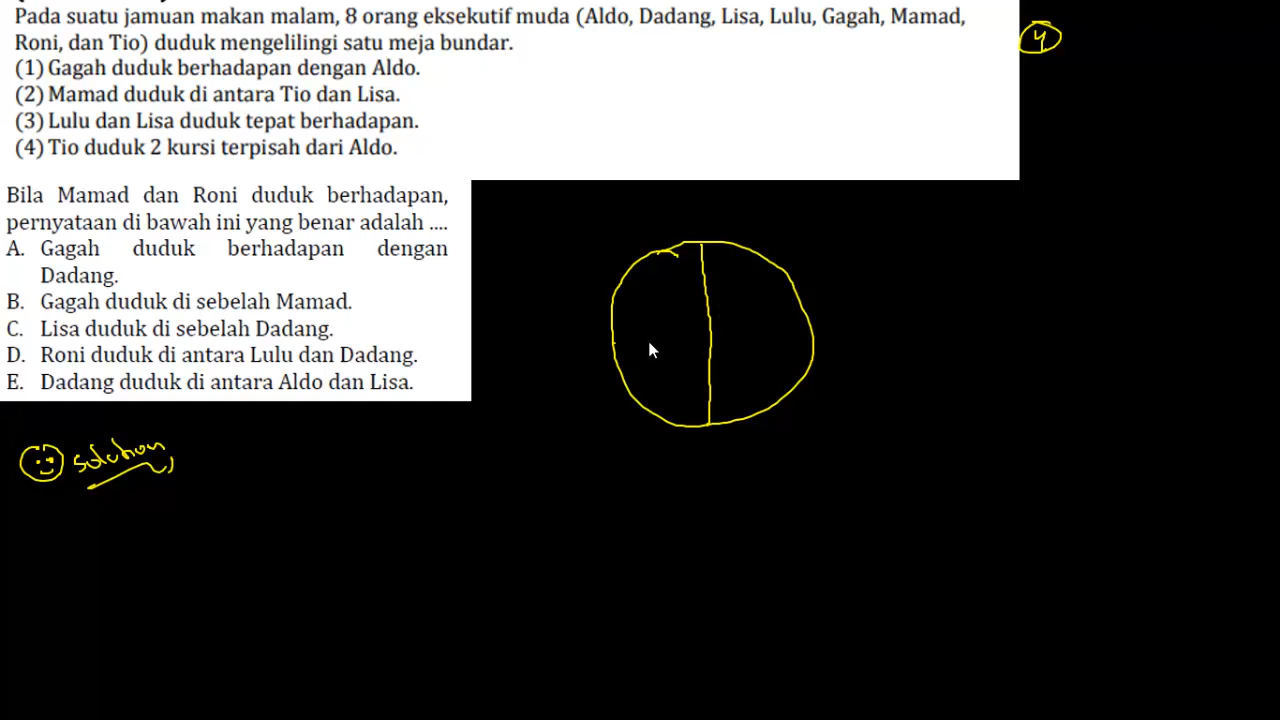 Pada suatu jamuan makan malam, 8 orang eksekutif muda (Aldo, Dadang, Lisa, Lulu, Gagah, Mamad,
Roni, dan Tio) duduk mengelilingi satu meja bundar.
(1) Gagah duduk berhadapan dengan Aldo.
(2) Mamad duduk di antara Tio dan Lisa.
(3) Lulu dan Lisa duduk tepat berhadapan.
(4) Tio duduk 2 kursi terpisah dari Aldo.
4
Bila Mamad dan Roni duduk berhadapan,
pernyataan di bawah ini yang benar adalah ....
A. Gagah duduk berhadapan dengan
Dadang.
B. Gagah duduk di sebelah Mamad.
C. Lisa duduk di sebelah Dadang.
D. Roni duduk di antara Lulu dan Dadang.
E. Dadang duduk di antara Aldo dan Lisa.
solution